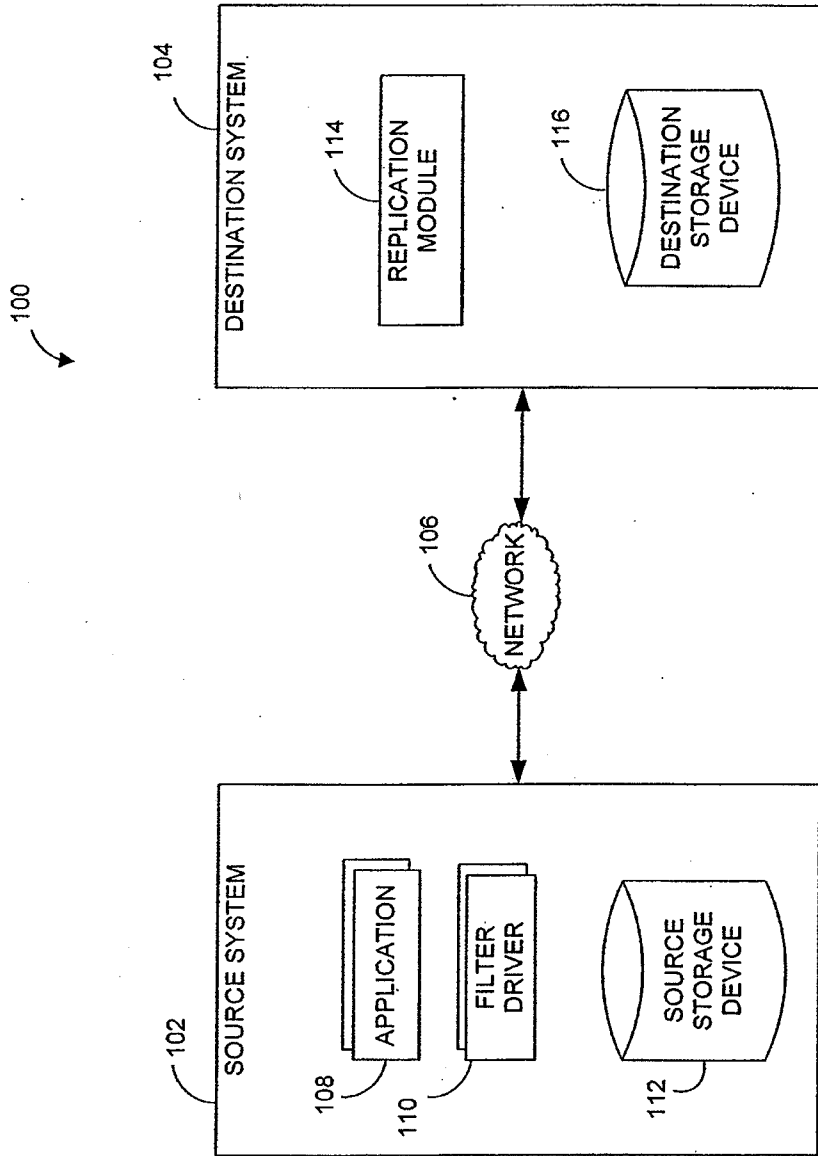 100
102
SOURCE SYSTEM
108
APPLICATION
110
FILTER
DRIVER
112
SOURCE
STORAGE
DEVICE
106
NETWORK
104
DESTINATION SYSTEM
114
REPLICATION
MODULE
116
DESTINATION
STORAGE
DEVICE